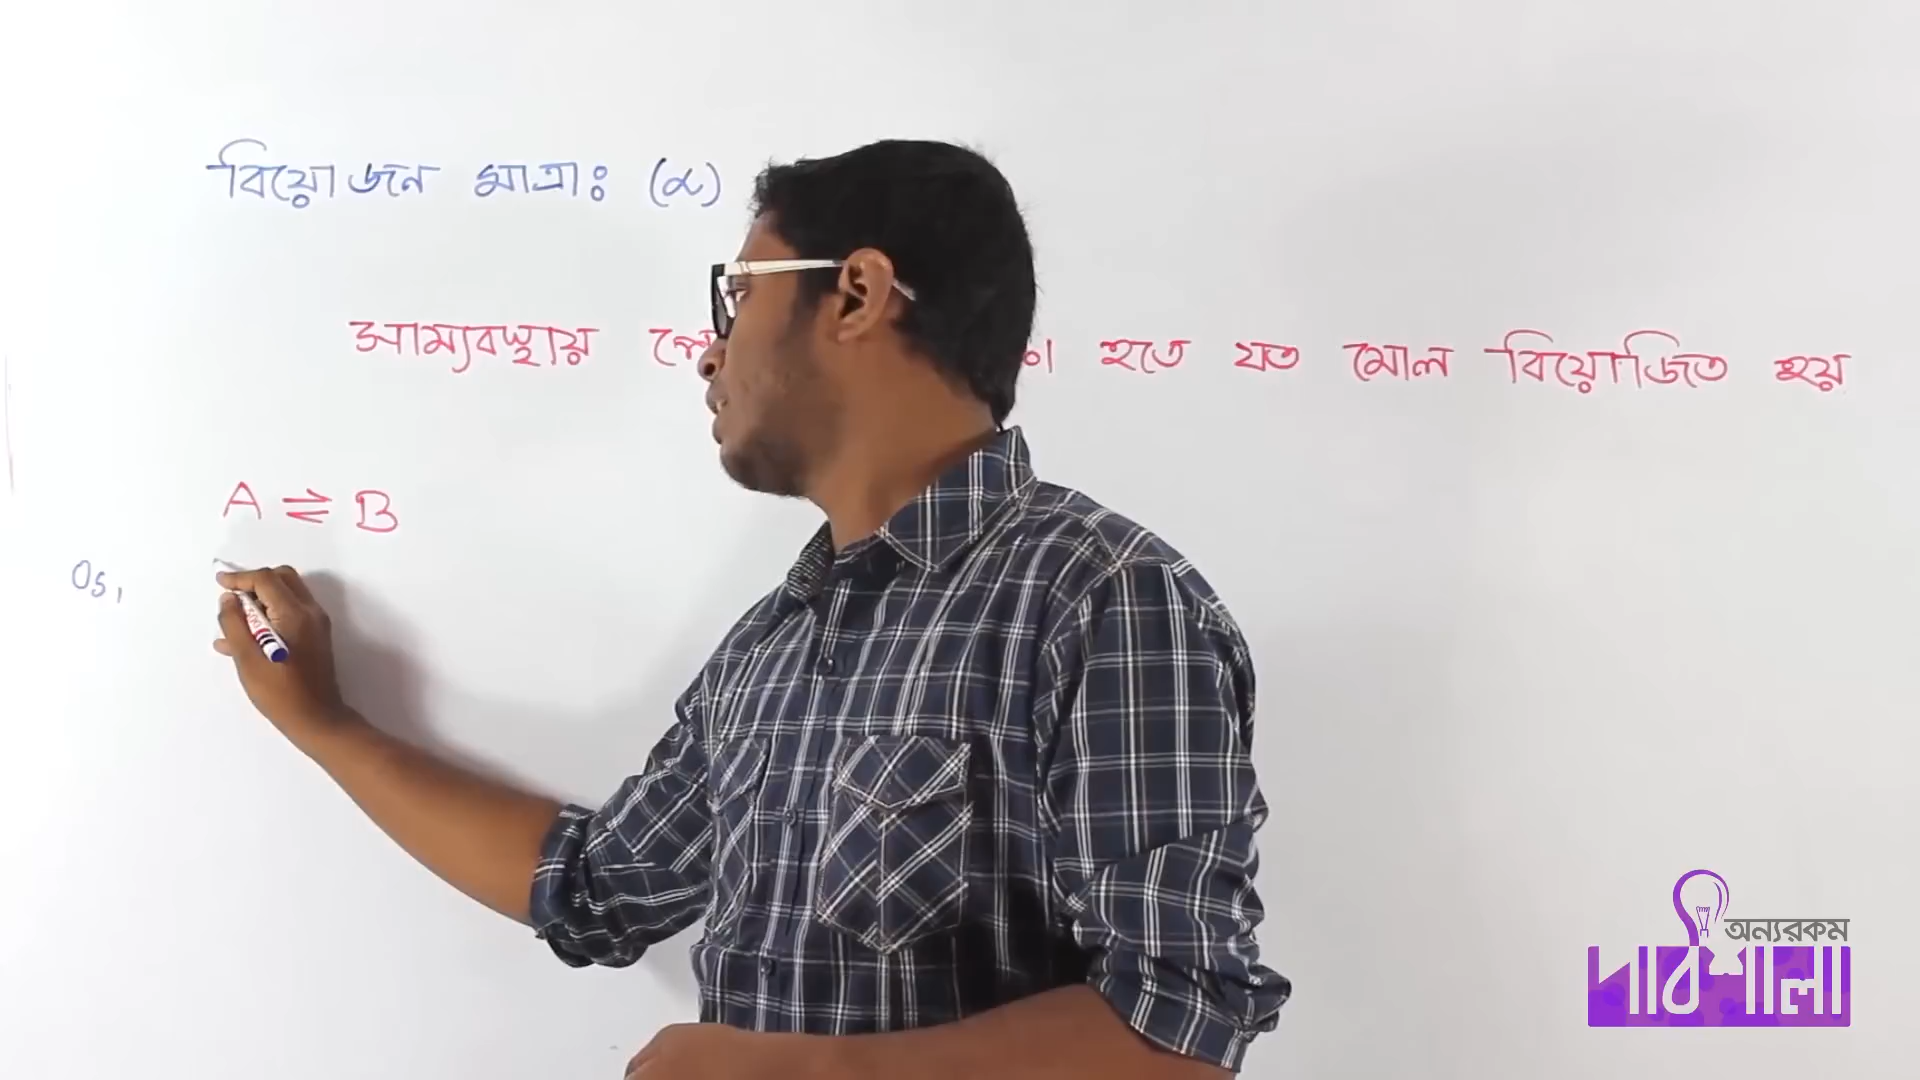 বিয়োজন মাত্রাঃ (α)
সাম্যবস্থায় হতে যত মোল বিয়োজিত হয়
A ⇌ B
0s,
অন্যরকম
পাঠশালা